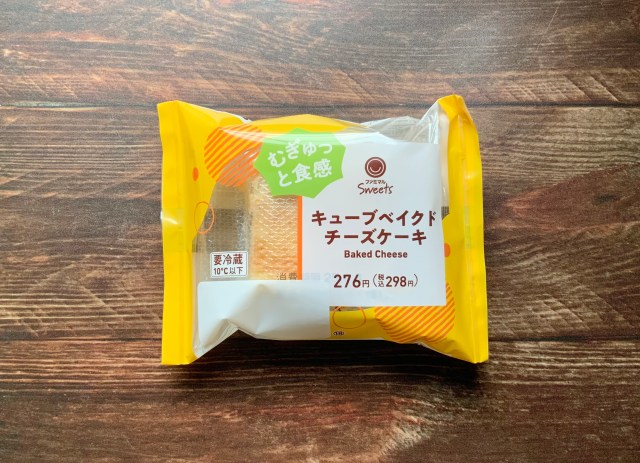 むぎゅっ
と食感
ファミマル
Sweets
キューブベイクド
チーズケーキ
Baked Cheese
276円(税込298円)
要冷蔵
10℃以下